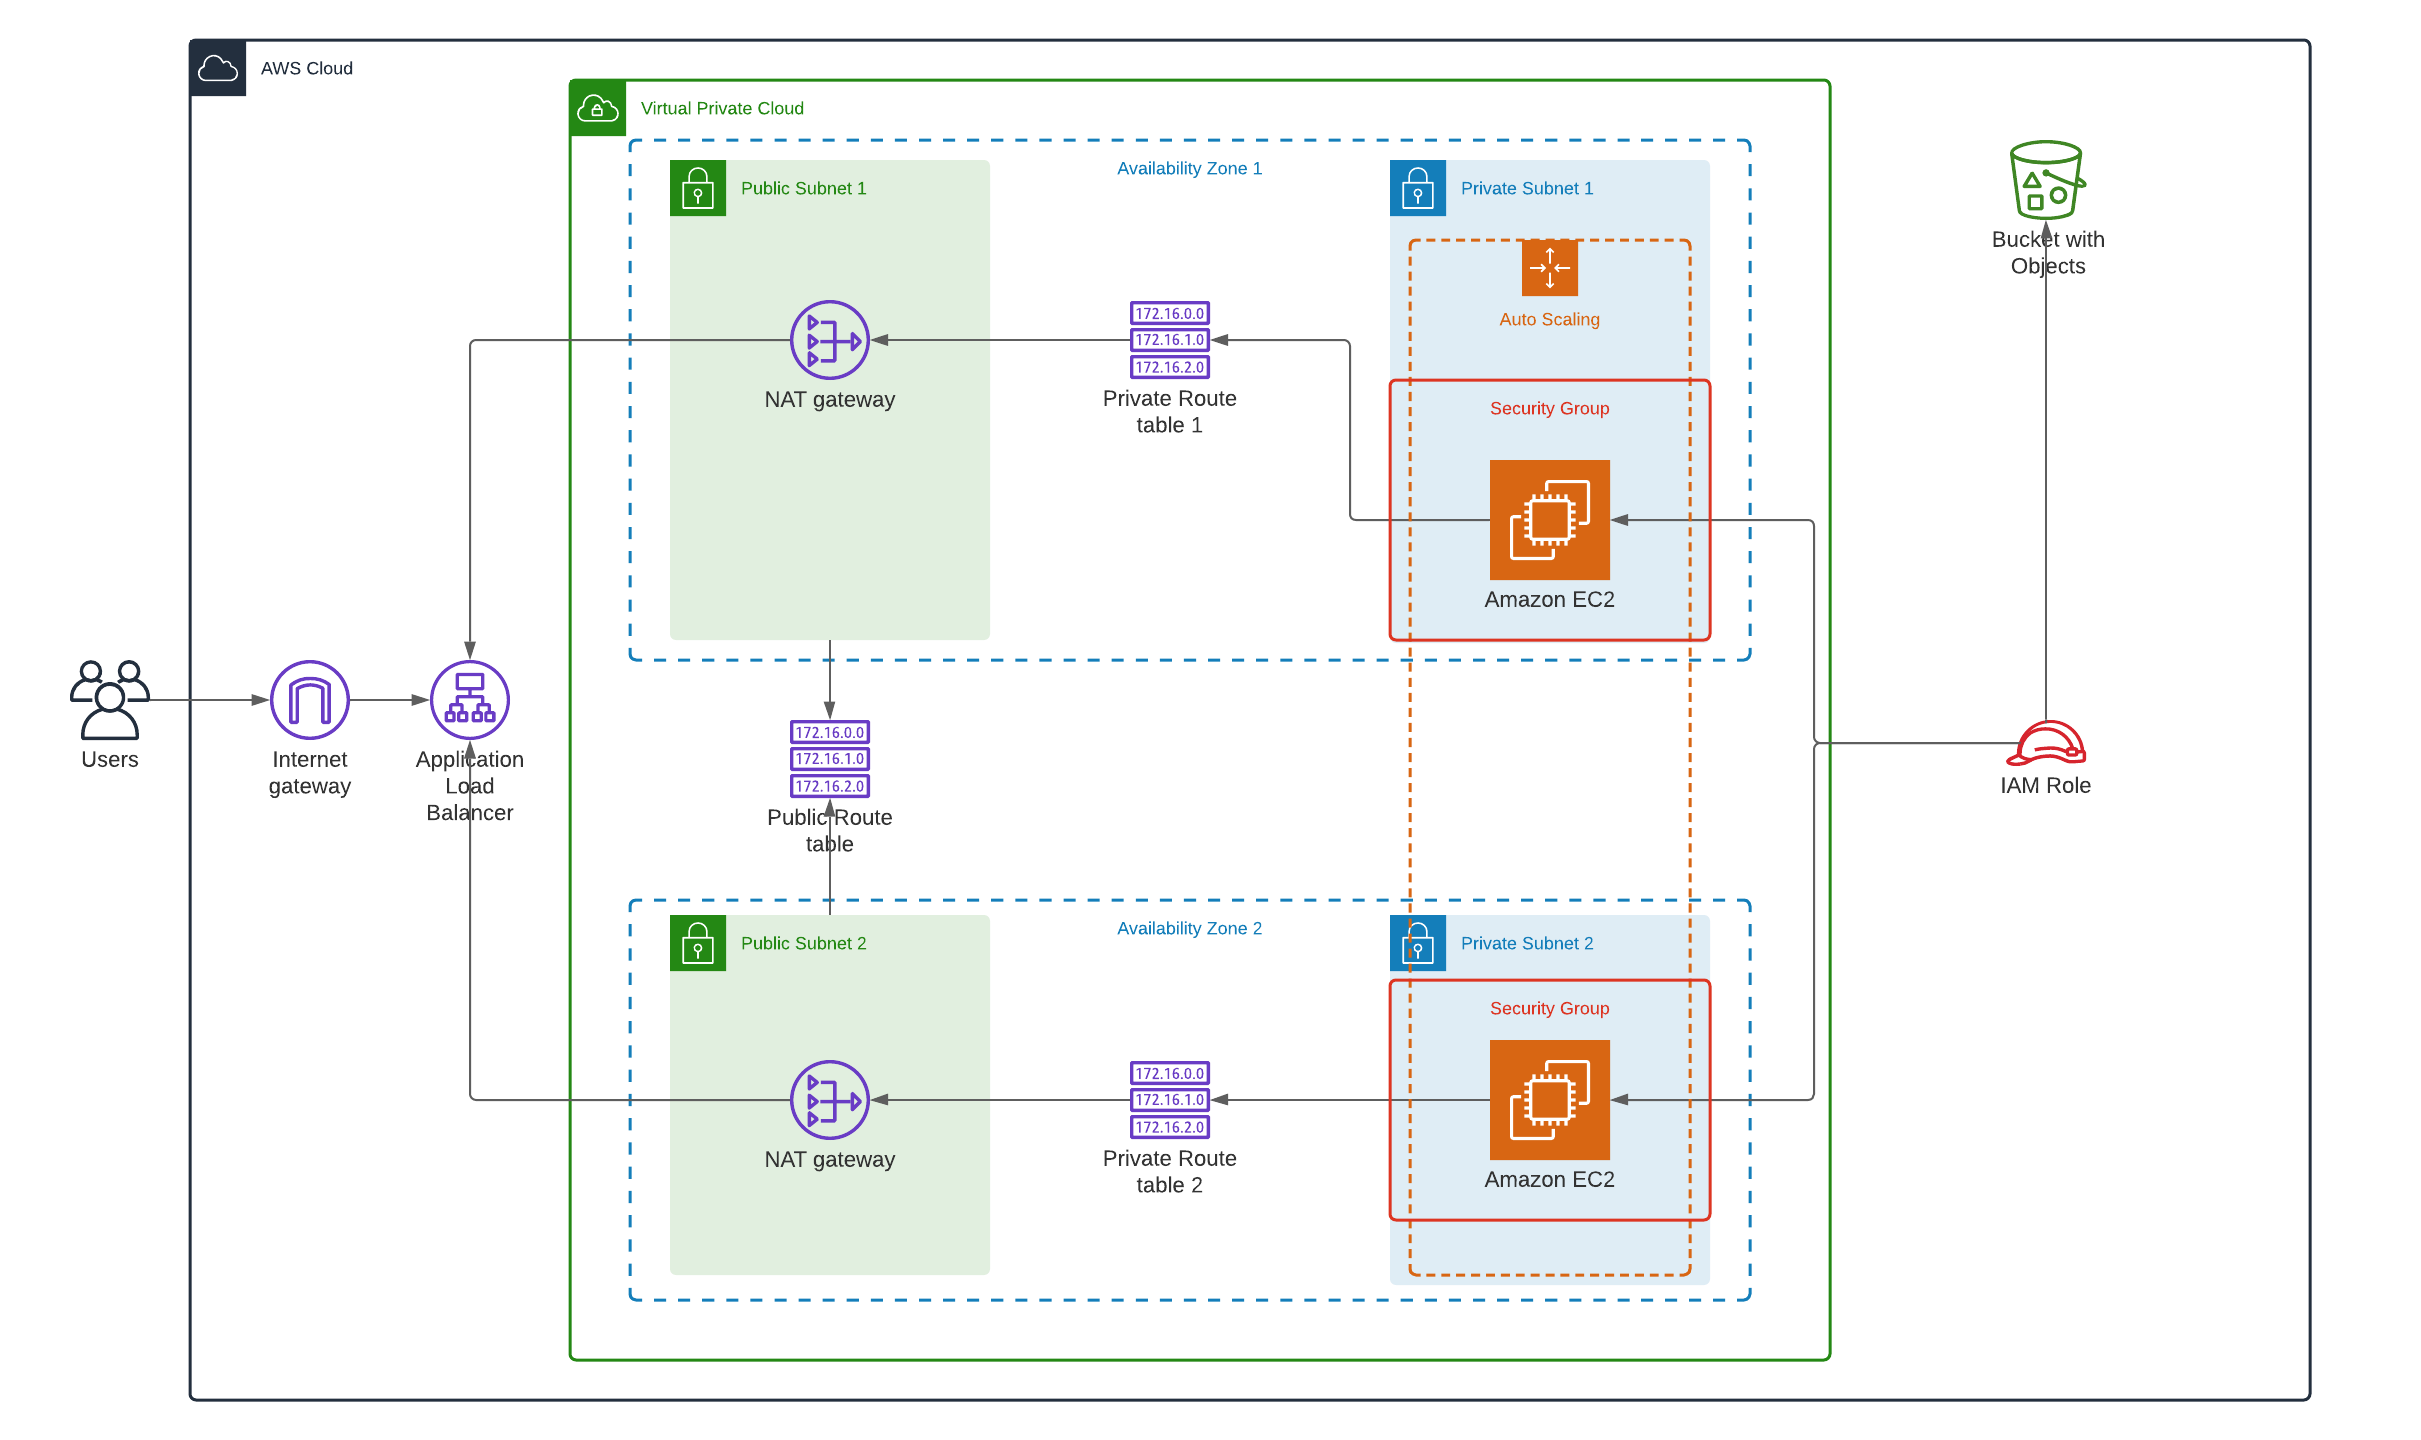 AWS Cloud
Virtual Private Cloud
Availability Zone 1
Public Subnet 1
Private Subnet 1
Auto Scaling
172.16.0.0
172.16.1.0
172.16.2.0
NAT gateway
Private Route
table 1
Security Group
Amazon EC2
Bucket with
Objects
Users
Internet
gateway
Application
Load
Balancer
172.16.0.0
172.16.1.0
172.16.2.0
Public Route
table
IAM Role
Availability Zone 2
Public Subnet 2
Private Subnet 2
Security Group
172.16.0.0
172.16.1.0
172.16.2.0
NAT gateway
Private Route
table 2
Amazon EC2